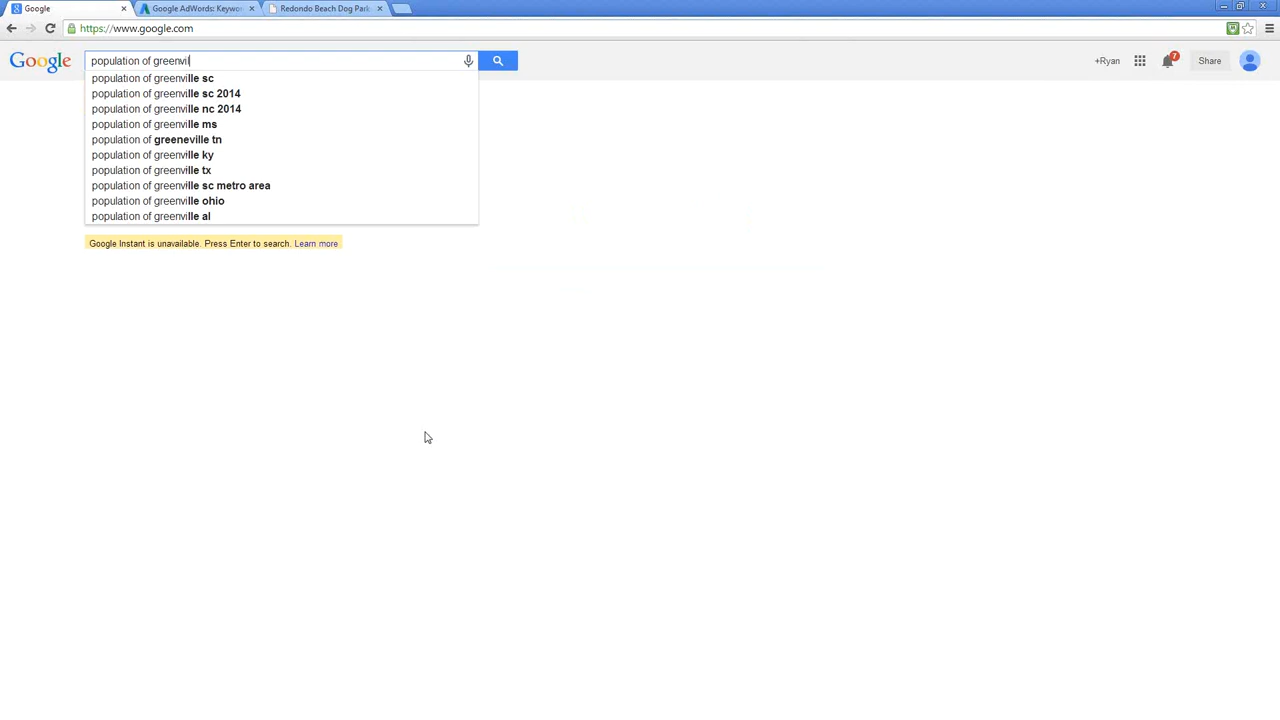 Google
Google AdWords: Keywo
Redondo Beach Dog Park
https://www.google.com
Google
population of greenvil
+Ryan
7
Share
population of greenville sc
population of greenville sc 2014
population of greenville nc 2014
population of greenville ms
population of greeneville tn
population of greenville ky
population of greenville tx
population of greenville sc metro area
population of greenville ohio
population of greenville al
Google Instant is unavailable. Press Enter to search. Learn more